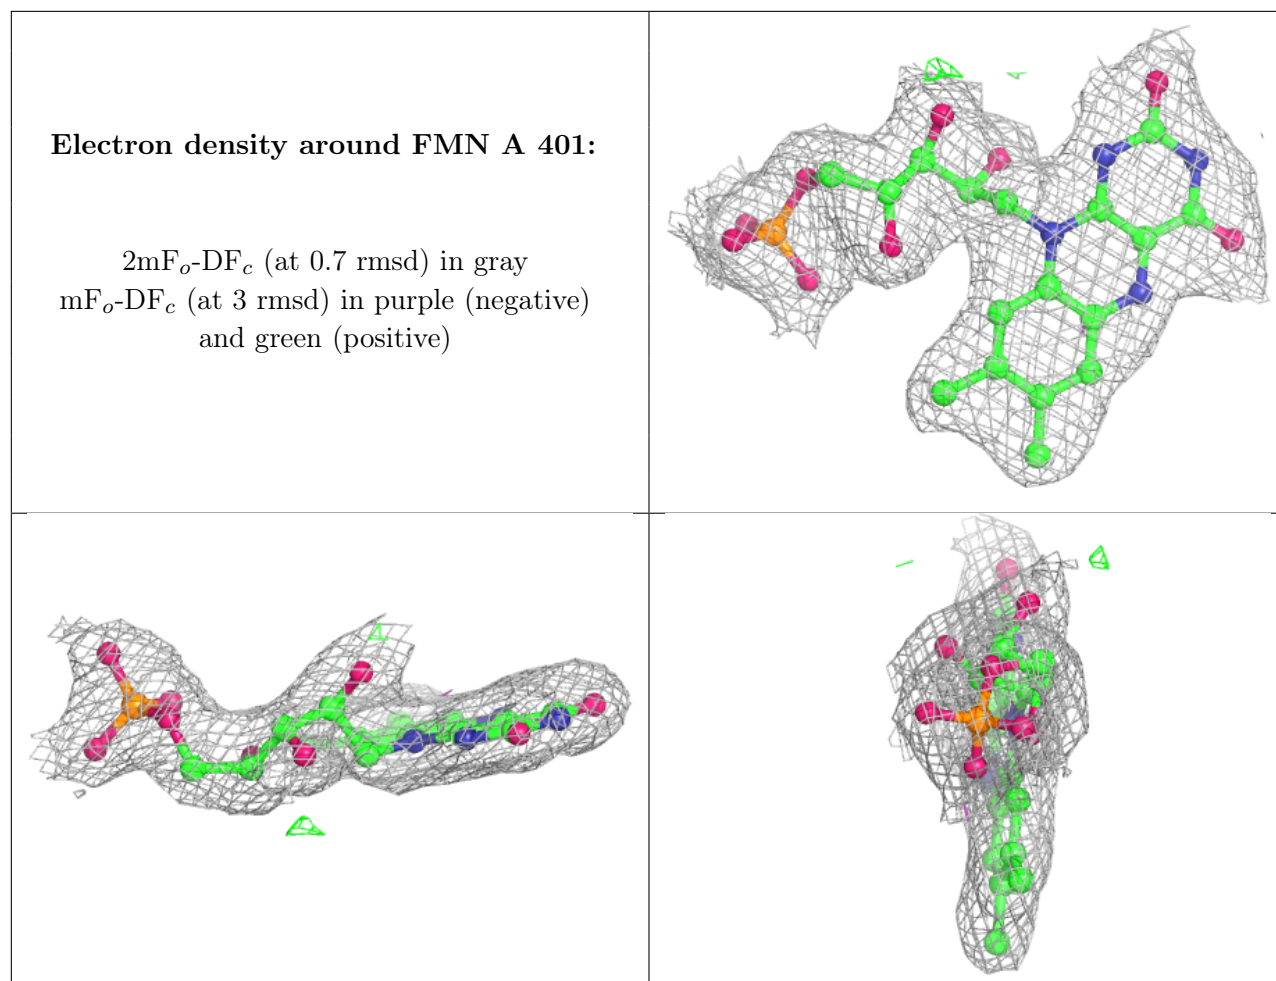 Electron density around FMN A 401:
2mFo-DFc (at 0.7 rmsd) in gray
mFo-DFc (at 3 rmsd) in purple (negative)
and green (positive)